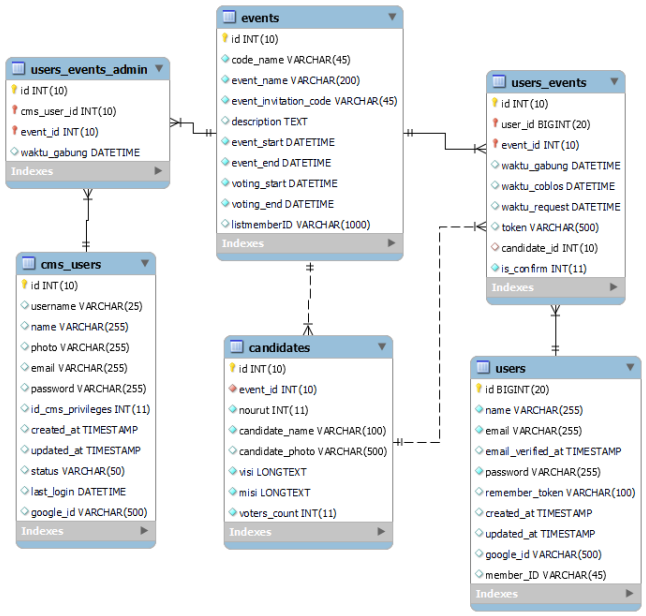 events
id INT(10)
code_name VARCHAR(45)
event_name VARCHAR(200)
event_invitation_code VARCHAR(45)
description TEXT
event_start DATETIME
event_end DATETIME
voting_start DATETIME
voting_end DATETIME
listmemberID VARCHAR(1000)
Indexes
users_events_admin
id INT(10)
cms_user_id INT(10)
event_id INT(10)
waktu_gabung DATETIME
Indexes
users_events
id INT(10)
user_id BIGINT(20)
event_id INT(10)
waktu_gabung DATETIME
waktu_coblos DATETIME
waktu_request DATETIME
token VARCHAR(500)
candidate_id INT(10)
is_confirm INT(11)
Indexes
cms_users
id INT(10)
username VARCHAR(25)
name VARCHAR(255)
photo VARCHAR(255)
email VARCHAR(255)
password VARCHAR(255)
id_cms_privileges INT(11)
created_at TIMESTAMP
updated_at TIMESTAMP
status VARCHAR(50)
last_login DATETIME
google_id VARCHAR(500)
Indexes
candidates
id INT(10)
event_id INT(10)
nourut INT(11)
candidate_name VARCHAR(100)
candidate_photo VARCHAR(500)
visi LONGTEXT
misi LONGTEXT
voters_count INT(11)
Indexes
users
id BIGINT(20)
name VARCHAR(255)
email VARCHAR(255)
email_verified_at TIMESTAMP
password VARCHAR(255)
remember_token VARCHAR(100)
created_at TIMESTAMP
updated_at TIMESTAMP
google_id VARCHAR(500)
member_ID VARCHAR(45)
Indexes